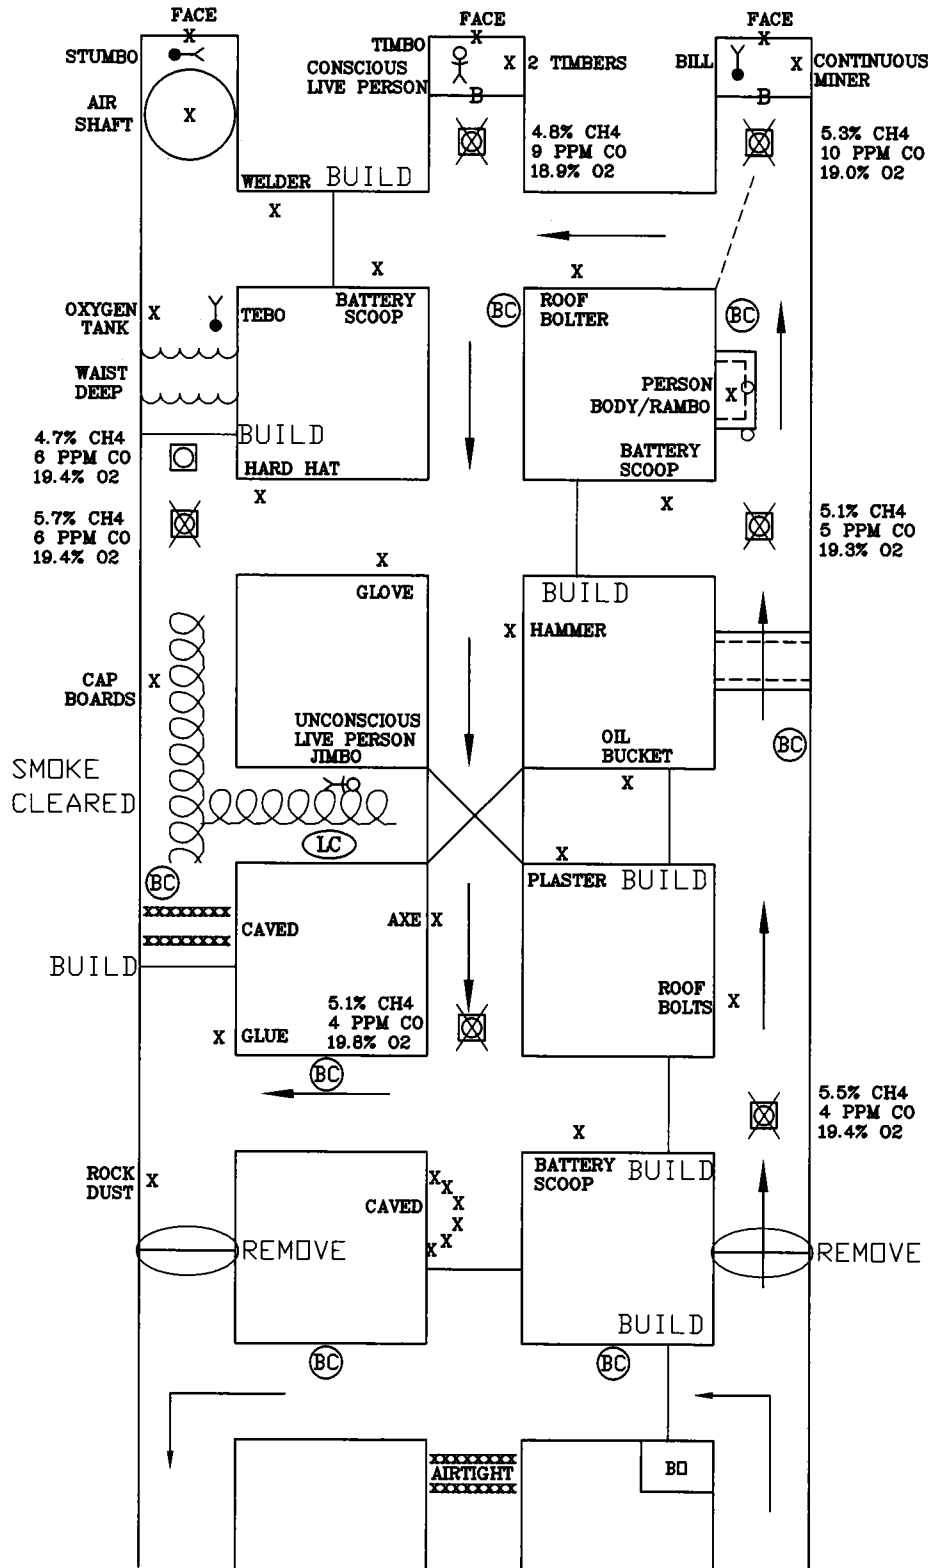 FACE
X
STUMBO
AIR
SHAFT
X
TIMBO
CONSCIOUS
LIVE PERSON
FACE
X
X 2 TIMBERS
B
BILL
FACE
X
X CONTINUOUS
MINER
B
4.8% CH4
9 PPM CO
18.9% O2
5.3% CH4
10 PPM CO
19.0% O2
WELDER
X
BUILD
X
BATTERY
SCOOP
X
ROOF
BOLTER
BC
BC
OXYGEN
TANK
X
TEBO
WAIST
DEEP
PERSON
BODY/RAMBO
X
BUILD
4.7% CH4
6 PPM CO
19.4% O2
HARD HAT
X
BATTERY
SCOOP
X
5.7% CH4
6 PPM CO
19.4% O2
5.1% CH4
5 PPM CO
19.3% O2
X
GLOVE
BUILD
X HAMMER
CAP
BOARDS
X
UNCONSCIOUS
LIVE PERSON
JIMBO
OIL
BUCKET
X
BC
SMOKE
CLEARED
LC
BC
X
PLASTER
BUILD
XXXXXXXX
CAVED
XXXXXXXX
AXE X
BUILD
ROOF
BOLTS
X
5.1% CH4
4 PPM CO
19.8% O2
X GLUE
BC
5.5% CH4
4 PPM CO
19.4% O2
ROCK
DUST
X
CAVED
X
X
X
X
X
X
X
BATTERY
SCOOP
BUILD
REMOVE
REMOVE
BUILD
BC
BC
XXXXXXXX
AIRTIGHT
XXXXXXXX
BO